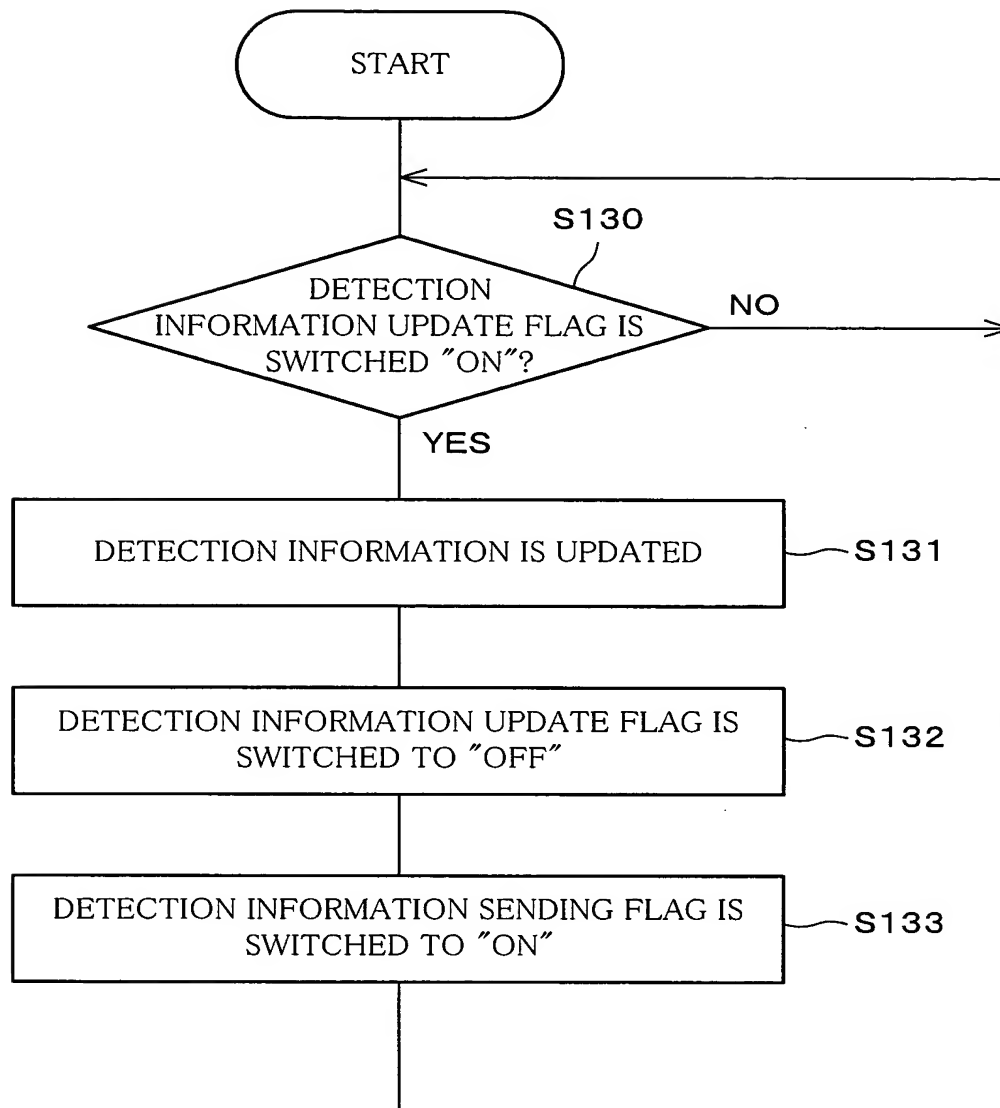 START
S130
DETECTION
INFORMATION UPDATE FLAG IS
SWITCHED "ON"?
NO
YES
DETECTION INFORMATION IS UPDATED
S131
DETECTION INFORMATION UPDATE FLAG IS
SWITCHED TO "OFF"
S132
DETECTION INFORMATION SENDING FLAG IS
SWITCHED TO "ON"
S133